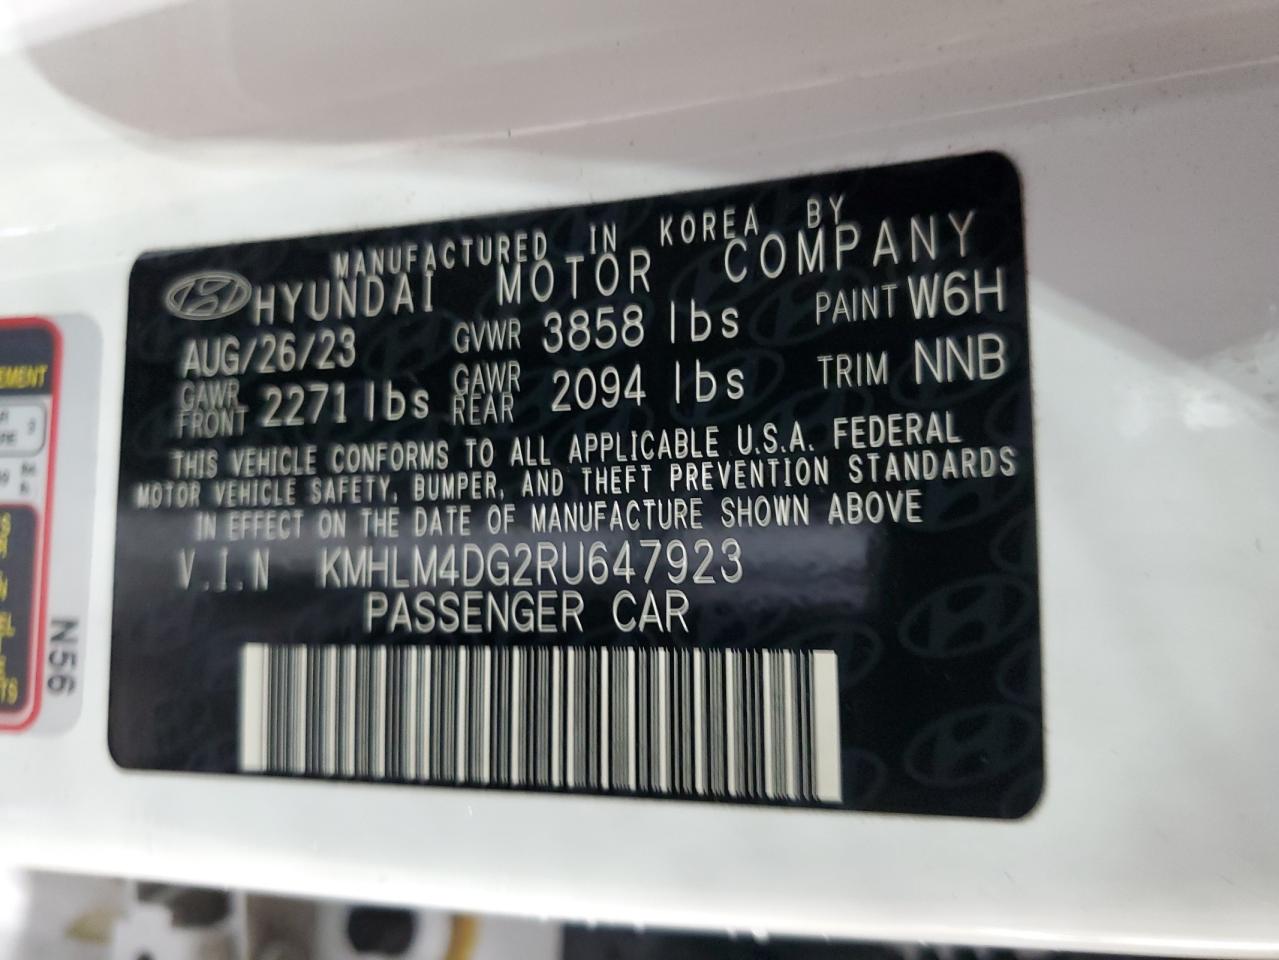 MANUFACTURED IN KOREA BY
HYUNDAI MOTOR COMPANY
AUG/26/23 GVWR 3858 lbs PAINT W6H
GAWR FRONT 2271 lbs GAWR REAR 2094 lbs TRIM NNB
THIS VEHICLE CONFORMS TO ALL APPLICABLE U.S.A. FEDERAL
MOTOR VEHICLE SAFETY, BUMPER, AND THEFT PREVENTION STANDARDS
IN EFFECT ON THE DATE OF MANUFACTURE SHOWN ABOVE
V.I.N KMHLM4DG2RU647923
PASSENGER CAR
N56